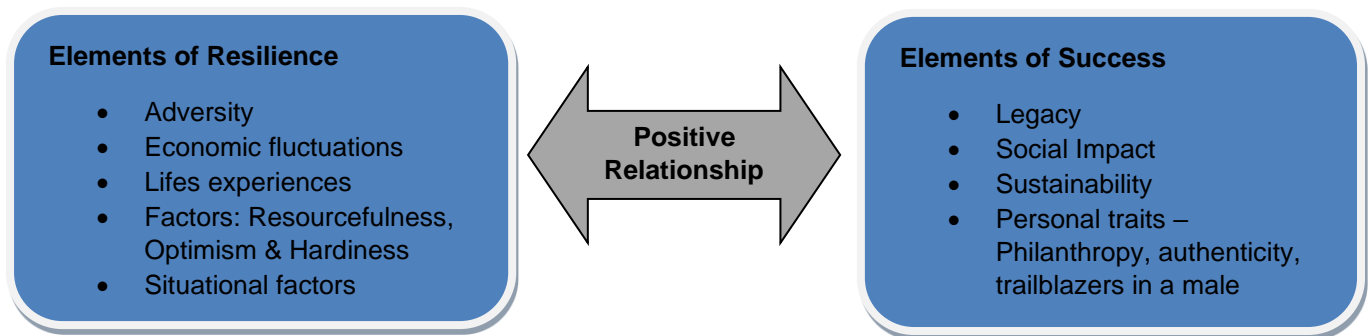 Elements of Resilience
• Adversity
• Economic fluctuations
• Lifes experiences
• Factors: Resourcefulness,
Optimism & Hardiness
• Situational factors
Positive
Relationship
Elements of Success
• Legacy
• Social Impact
• Sustainability
• Personal traits –
Philanthropy, authenticity,
trailblazers in a male